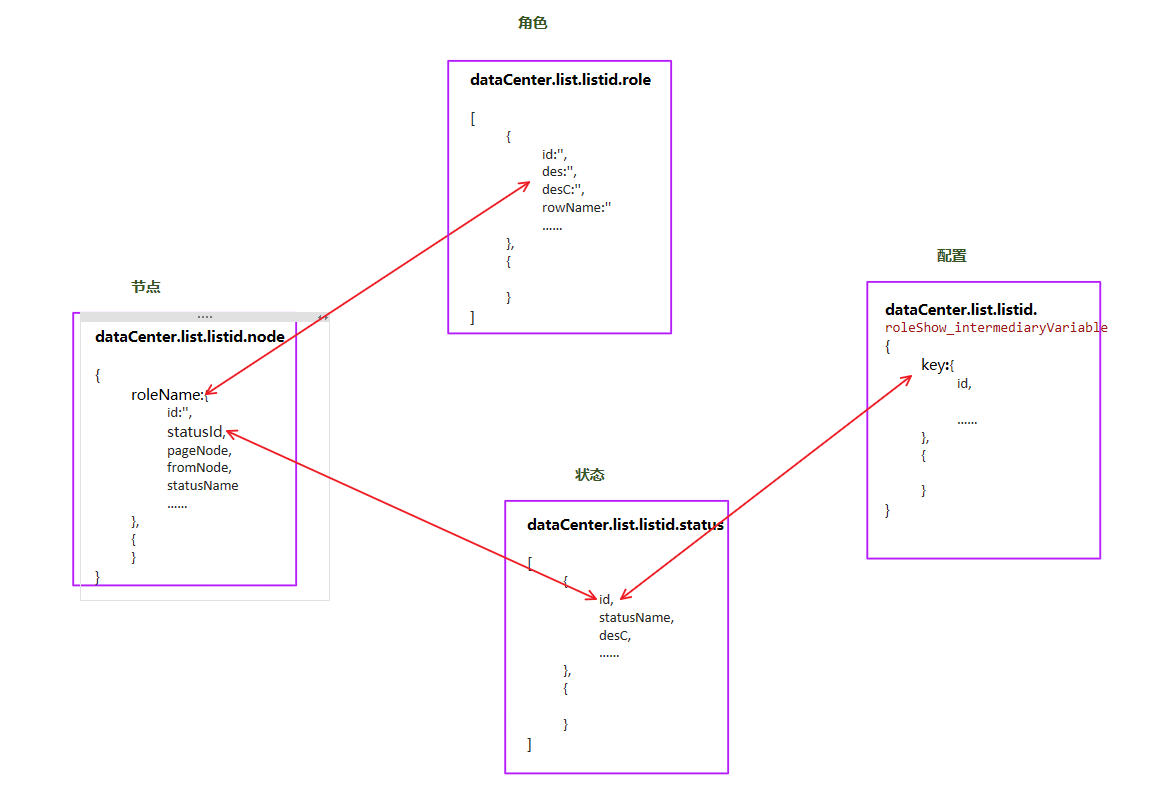 角色
dataCenter.list.listid.role
[
{
id:'',
des:'',
desC:'',
rowName:''
......
},
{
}
]
节点
dataCenter.list.listid.node
{
roleName:{
id:'',
statusId,
pageNode,
fromNode,
statusName
......
},
{
}
}
状态
dataCenter.list.listid.status
[
{
id,
statusName,
desC,
......
},
{
}
]
配置
dataCenter.list.listid.
roleShow_intermediaryVariable
{
key:{
id,
......
},
{
}
}